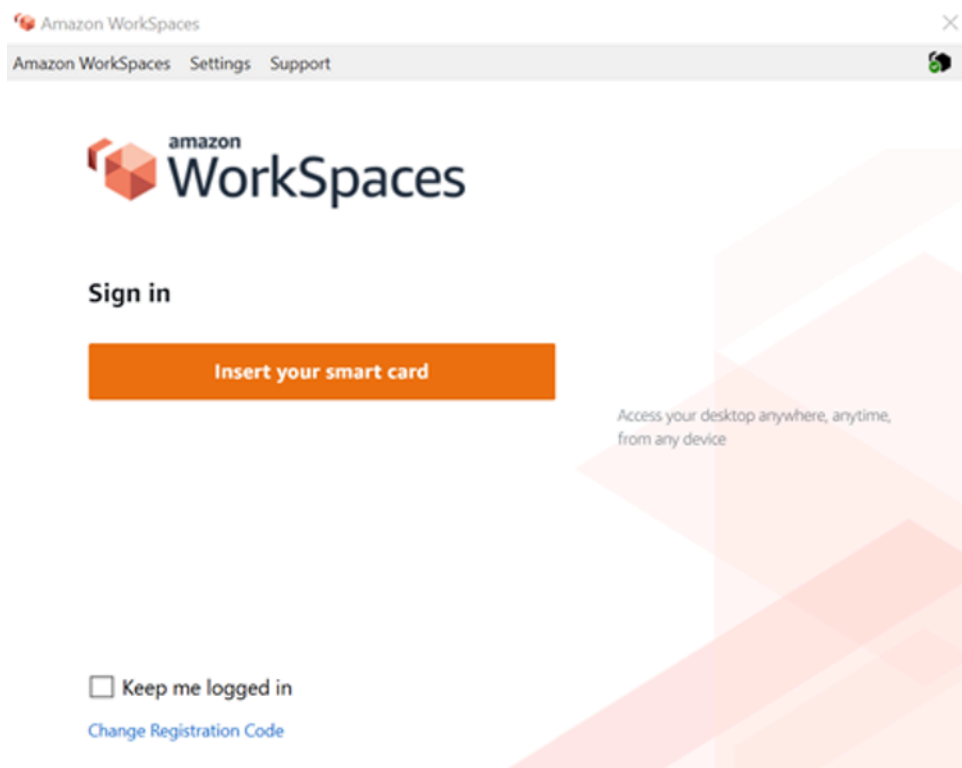 Amazon WorkSpaces
Amazon WorkSpaces Settings Support
amazon
WorkSpaces
Sign in
Insert your smart card
Access your desktop anywhere, anytime,
from any device
Keep me logged in
Change Registration Code